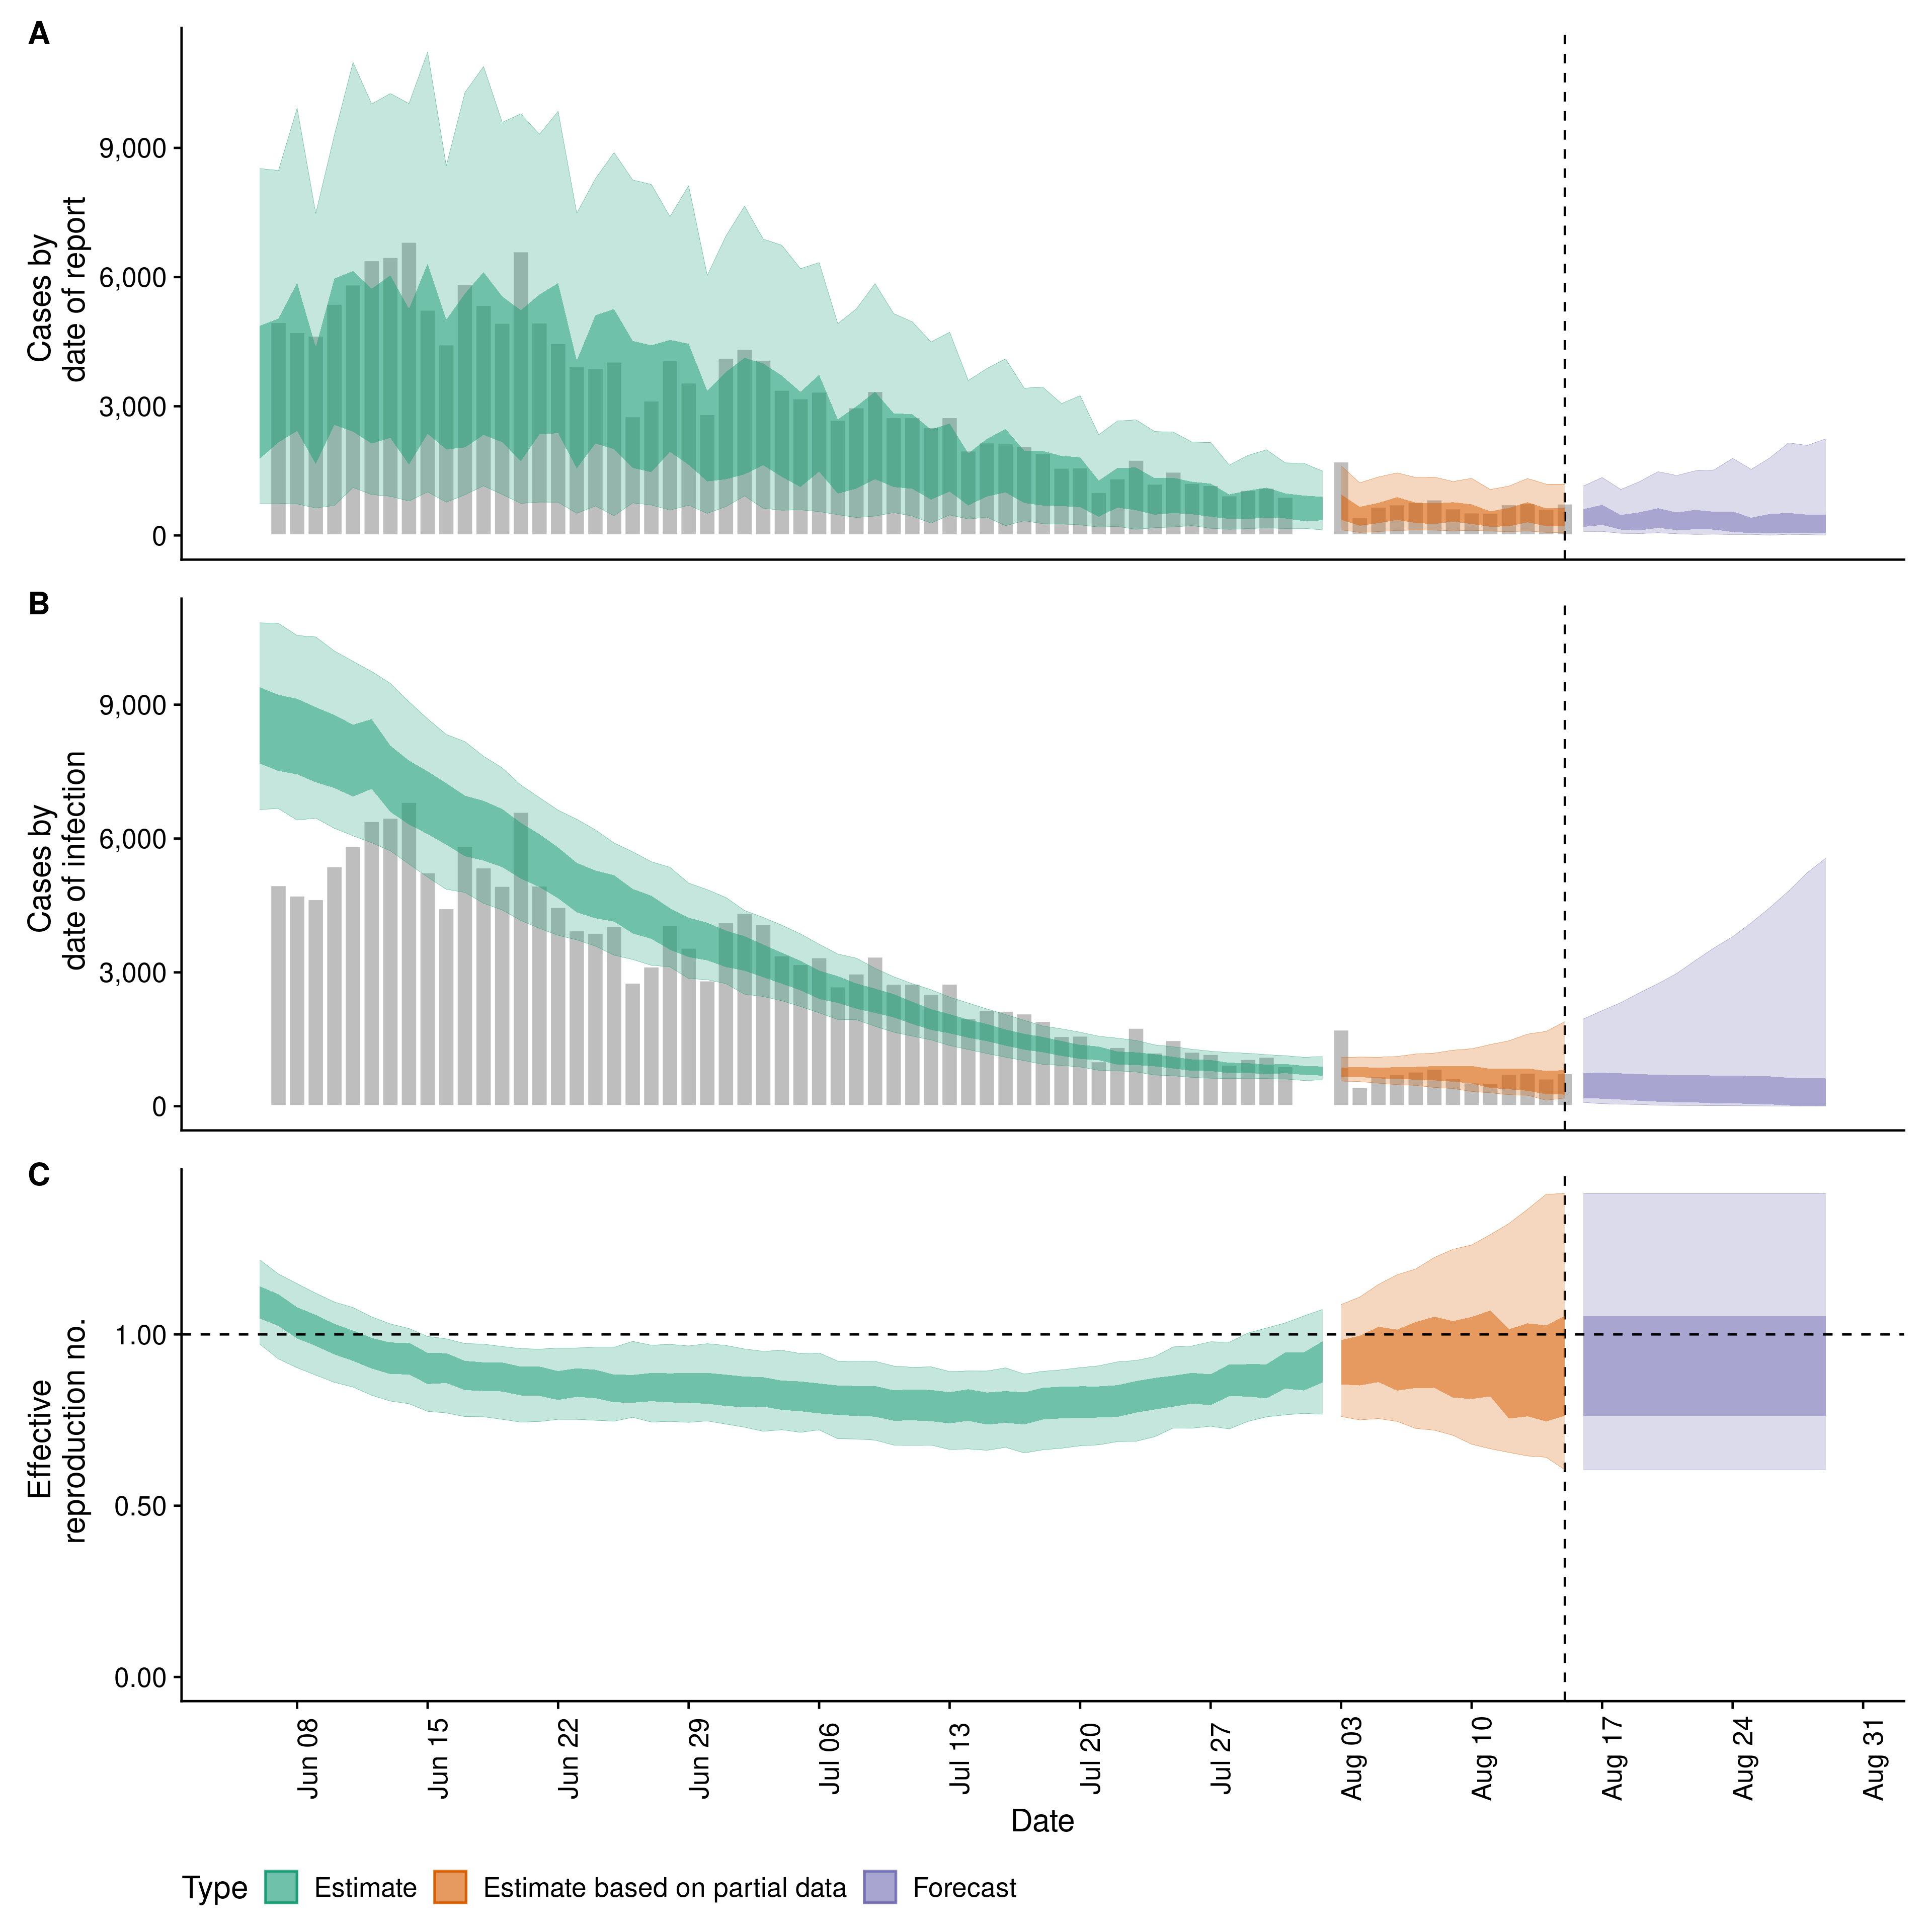 A
Cases by
date of report
9,000
6,000
3,000
0
B
Cases by
date of infection
9,000
6,000
3,000
0
C
Effective
reproduction no.
1.00
0.50
0.00
Jun 08
Jun 15
Jun 22
Jun 29
Jul 06
Jul 13
Jul 20
Jul 27
Aug 03
Aug 10
Aug 17
Aug 24
Aug 31
Date
Type Estimate Estimate based on partial data Forecast